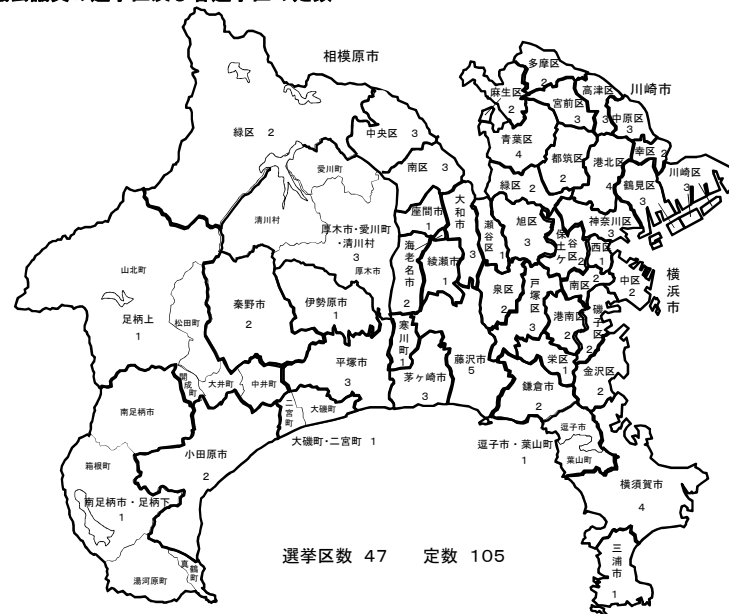 相模原市
川崎市
横浜市
多摩区
2
麻生区
2
宮前区
3
高津区
3
中原区
3
幸区 2
川崎区
3
青葉区
4
都筑区
2
港北区
4
鶴見区
3
緑区 2
神奈川区
3
緑区 2
中央区 3
南区 3
愛川町
清川村
厚木市・愛川町
・清川村
3
厚木市
座間市
1
大和市
3
海老名市
2
綾瀬市
1
瀬谷区
1
旭区
3
保土ケ谷区
2
西区
1
中区
2
南区
2
泉区
2
戸塚区
3
港南区
2
磯子区
2
栄区
1
金沢区
2
山北町
足柄上
1
松田町
開成町
大井町
中井町
秦野市
2
伊勢原市
1
平塚市
3
寒川町
1
茅ヶ崎市
3
藤沢市
5
鎌倉市
2
二宮町
大磯町
大磯町・二宮町 1
逗子市
葉山町
逗子市・葉山町
1
南足柄市
小田原市
2
箱根町
南足柄市・足柄下
1
湯河原町
真鶴町
横須賀市
4
三浦市
1
選挙区数 47 定数 105